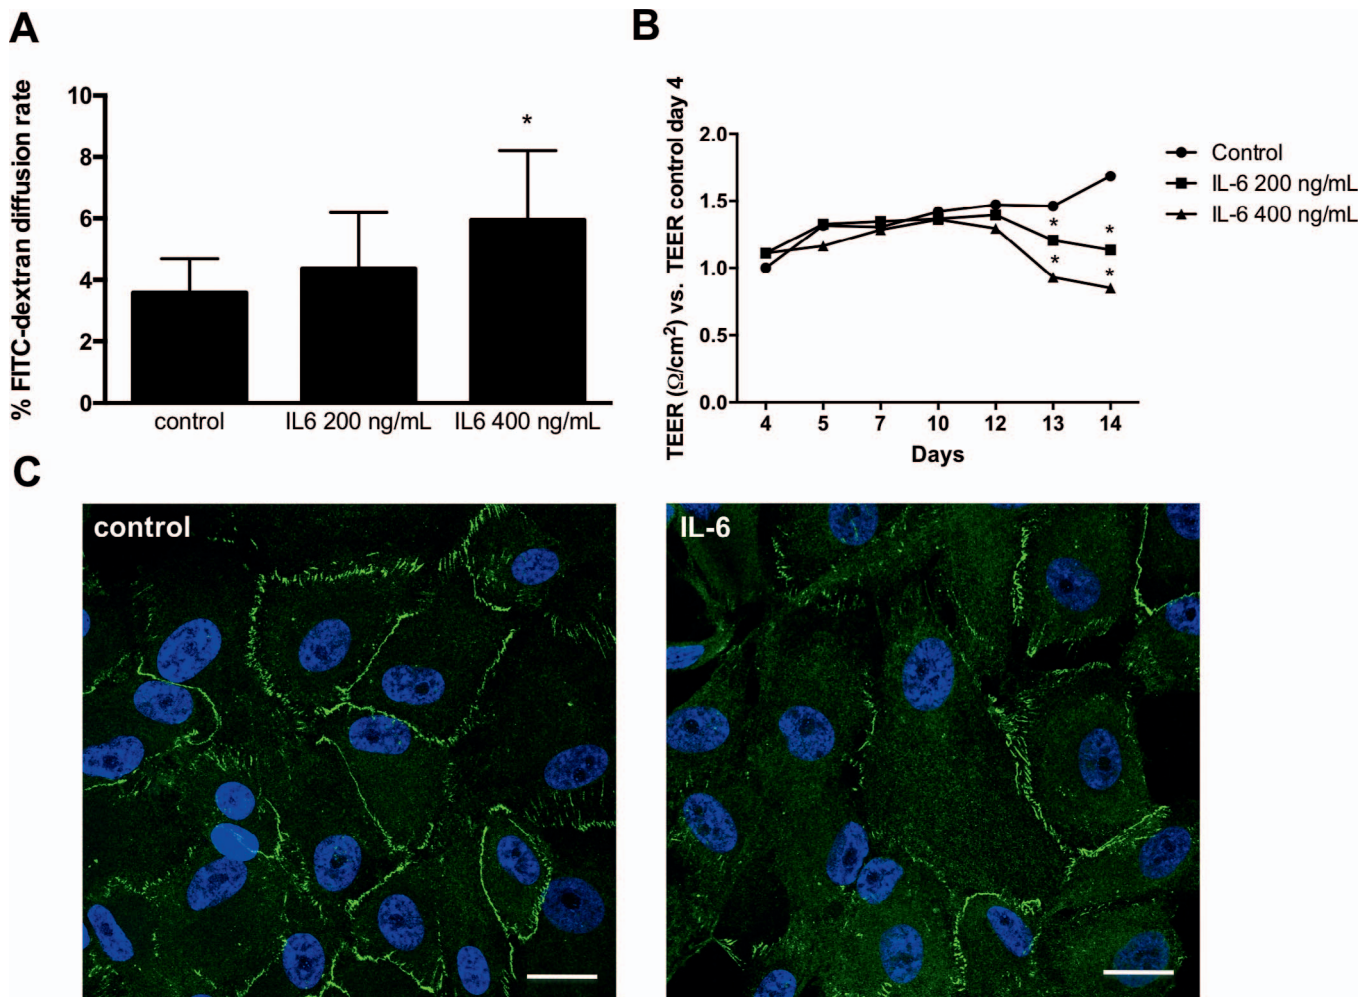 A
% FITC-dextran diffusion rate
10
8
6
4
2
0
*
control
IL6 200 ng/mL
IL6 400 ng/mL
B
TEER (Ω/cm²) vs. TEER control day 4
2.0
1.5
1.0
0.5
0.0
*
*
*
*
4
5
7
10
12
13
14
Days
Control
IL-6 200 ng/mL
IL-6 400 ng/mL
C
control
IL-6